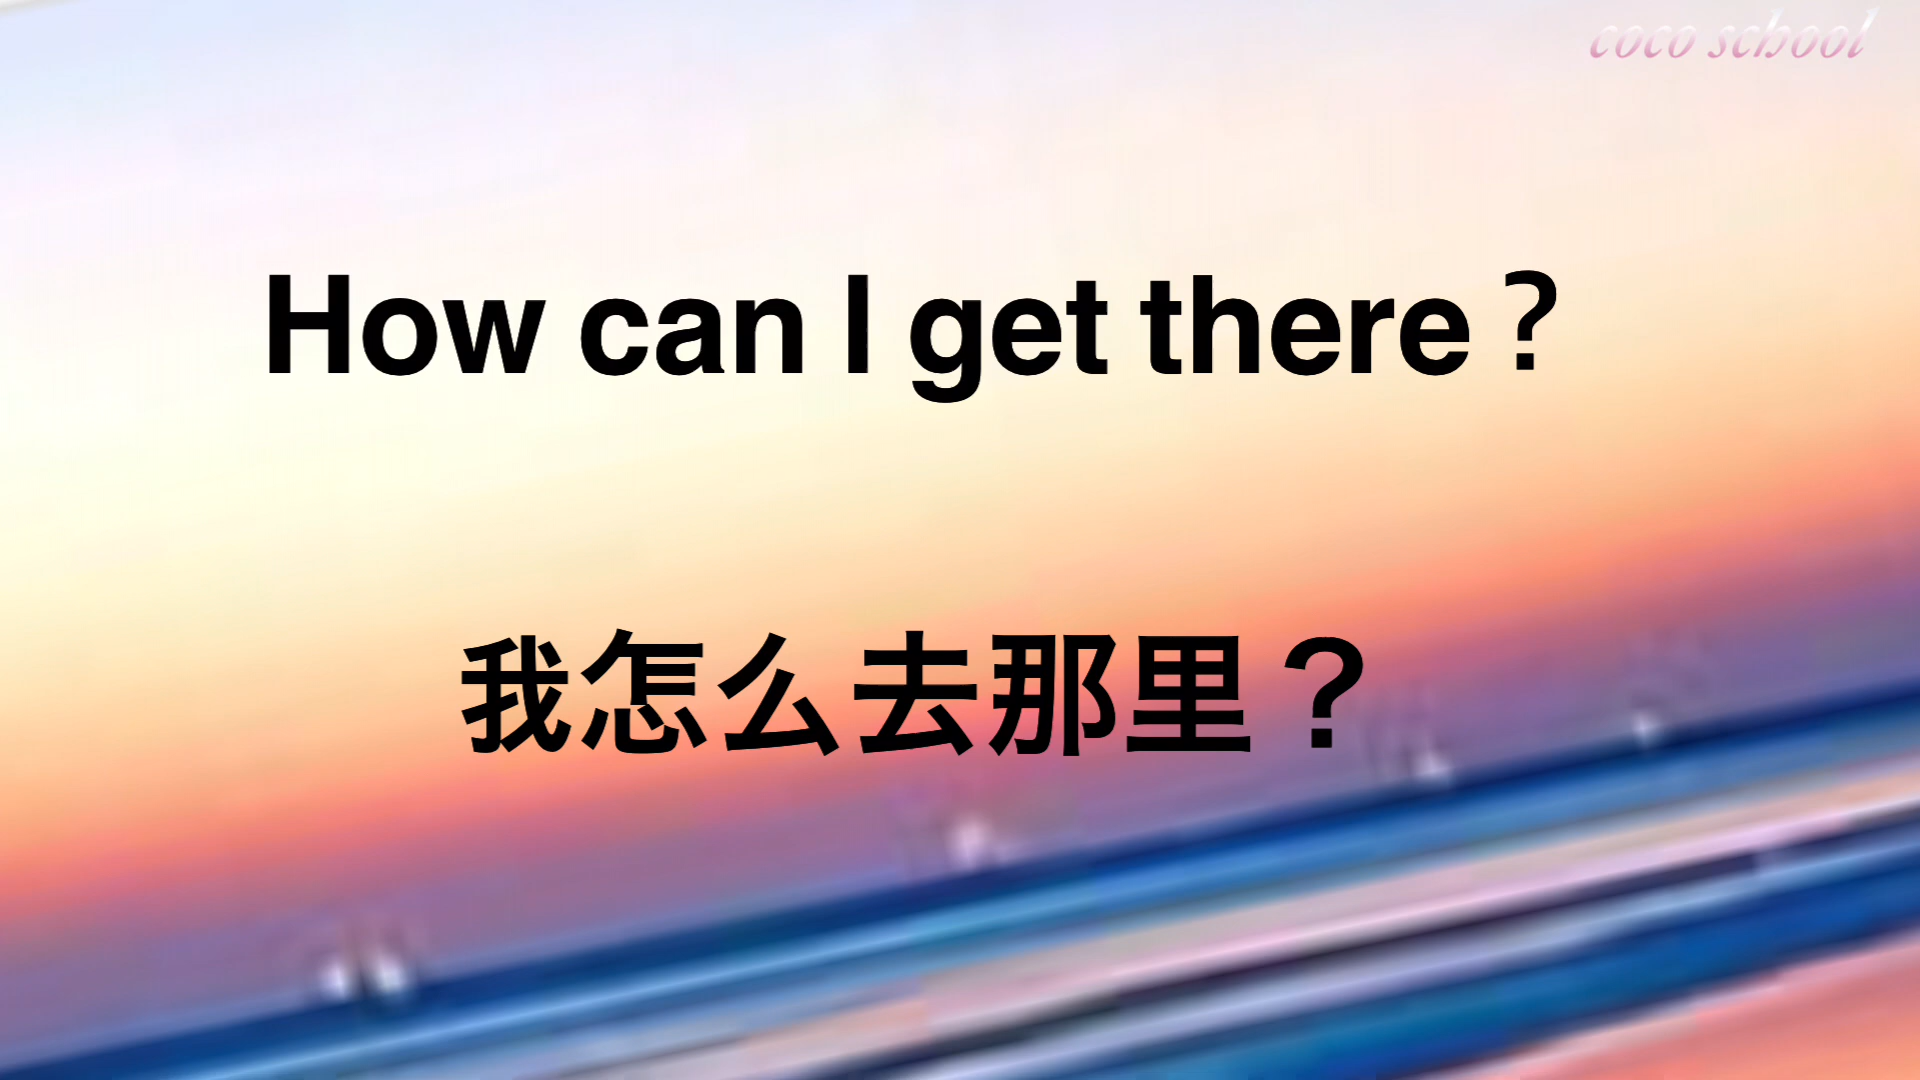 coco school
How can I get there？
我怎么去那里？